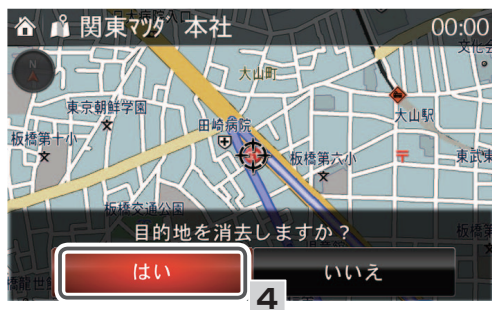 関東ﾏﾂﾀﾞ 本社 00:00
大山町
東京朝鮮学園
大山駅
田崎病院
板橋第十小
板橋第六小
東武東
板橋交通公園
目的地を消去しますか？
はい いいえ
4